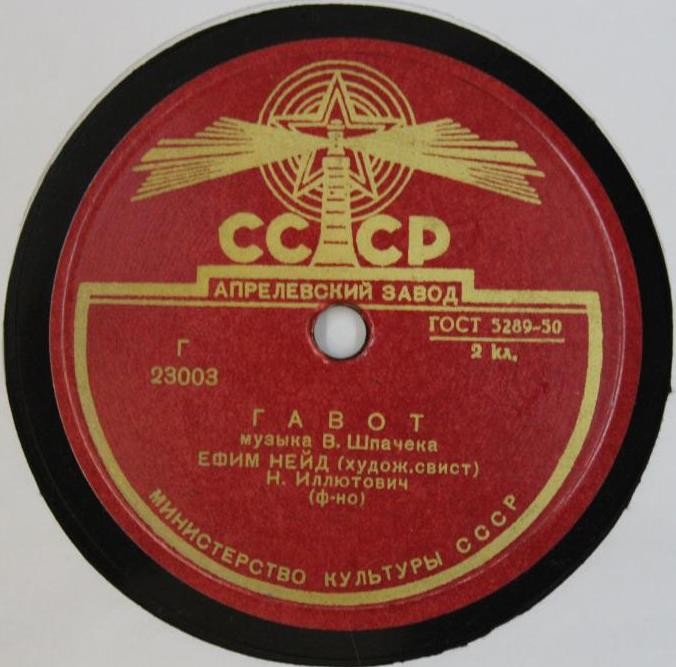 СССР
АПРЕЛЕВСКИЙ ЗАВОД
ГОСТ 5289-50
2 кл.
Г
23003
ГАВОТ
музыка В. Шпачека
ЕФИМ НЕЙД (худож.свист)
Н. Иллютович
(ф-но)
МИНИСТЕРСТВО КУЛЬТУРЫ СССР